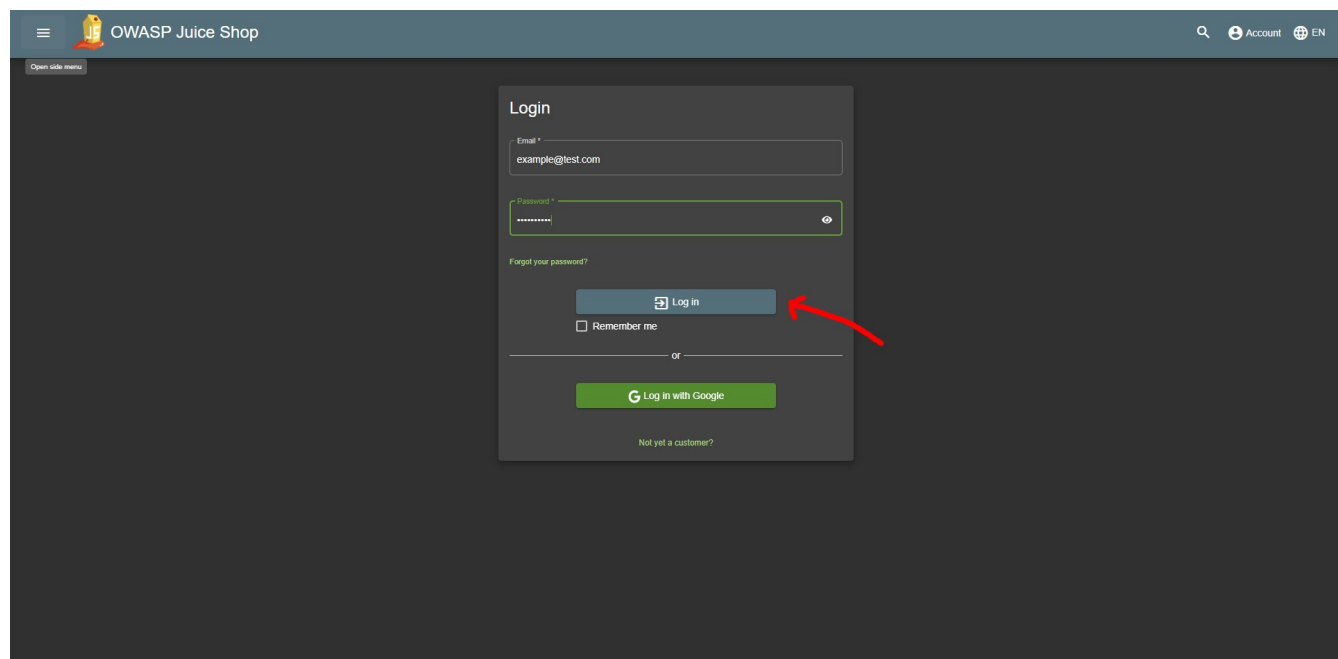 OWASP Juice Shop
Account EN
Open side menu
Login
Email *
example@test.com
Password *
••••••••••
Forgot your password?
Log in
Remember me
or
G Log in with Google
Not yet a customer?